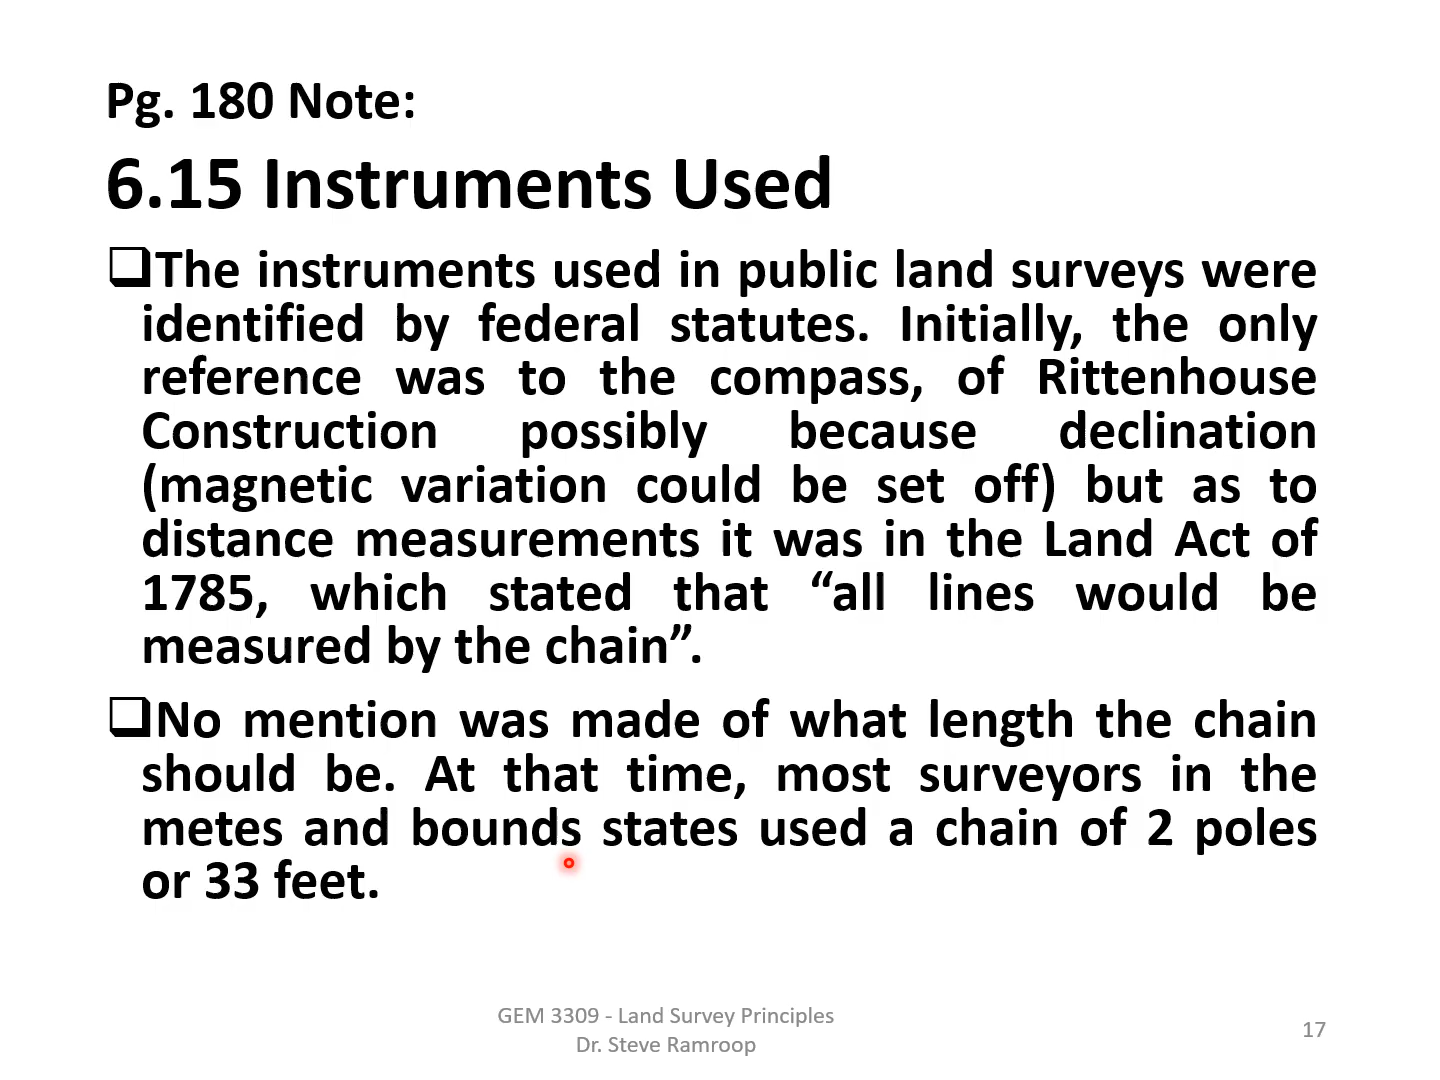 Pg. 180 Note:
6.15 Instruments Used
❑The instruments used in public land surveys were
identified by federal statutes. Initially, the only
reference was to the compass, of Rittenhouse
Construction possibly because declination
(magnetic variation could be set off) but as to
distance measurements it was in the Land Act of
1785, which stated that “all lines would be
measured by the chain”.
❑No mention was made of what length the chain
should be. At that time, most surveyors in the
metes and bounds states used a chain of 2 poles
or 33 feet.
GEM 3309 - Land Survey Principles
Dr. Steve Ramroop
17